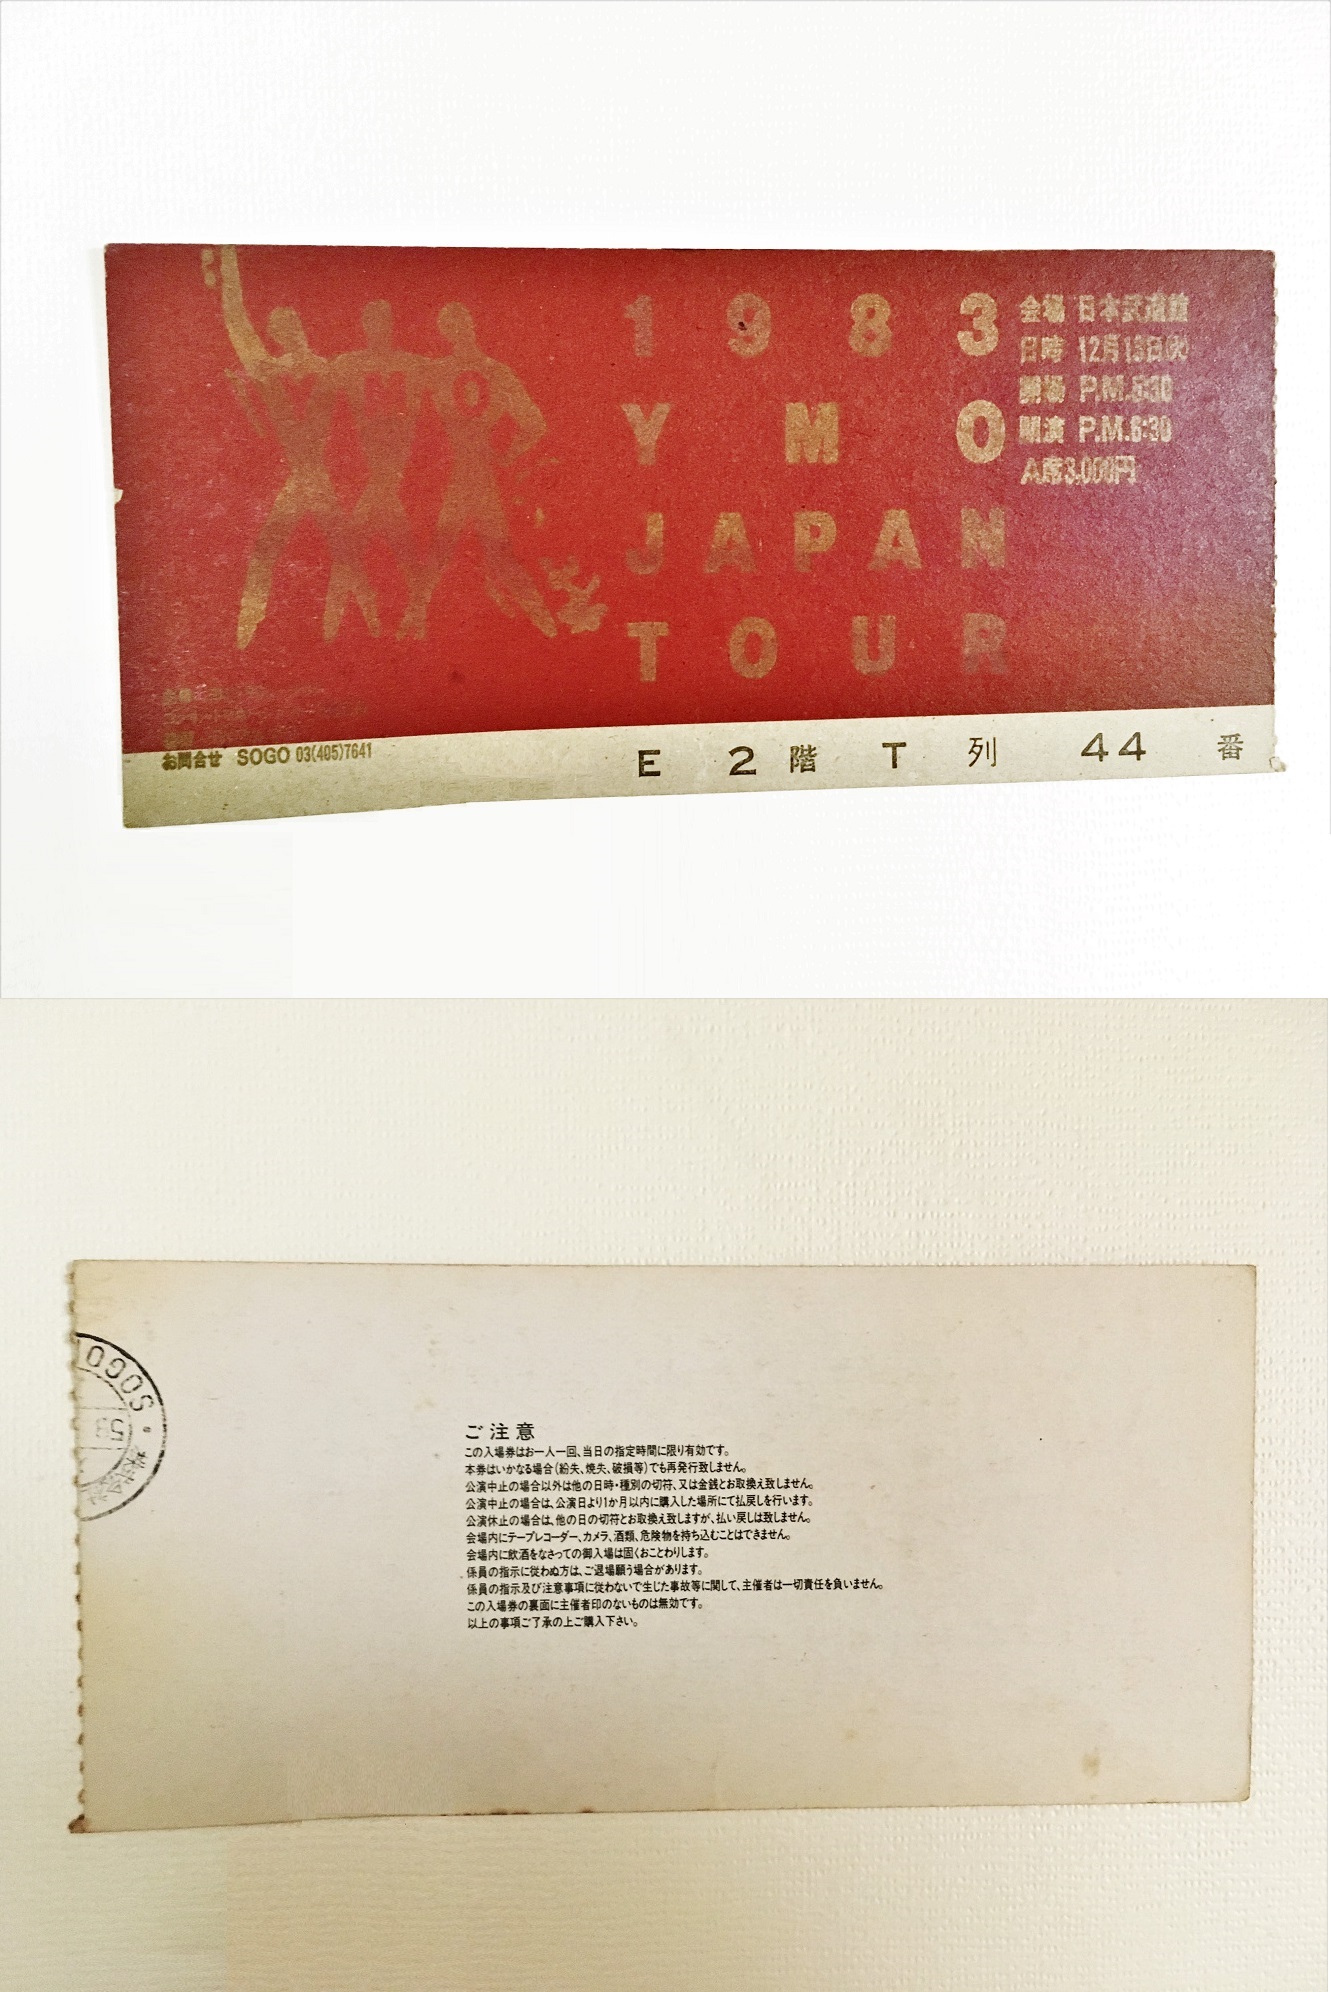 1983
YMO
JAPAN
TOUR
会場 日本武道館
日時 12月13日(火)
開場 P.M.5:30
開演 P.M.6:30
A席3,000円
YMO
お問合せ SOGO 03(405)7641
E 2階 T列 44番
SOGO
59
株式会社
ご注意
この入場券はお一人一回、当日の指定時間に限り有効です。
本券はいかなる場合(紛失、焼失、破損等)でも再発行致しません。
公演中止の場合以外は他の日時・種別の切符、又は金銭とお取換え致しません。
公演中止の場合は、公演日より1か月以内に購入した場所にて払戻しを行います。
公演休止の場合は、他の日の切符とお取換え致しますが、払い戻しは致しません。
会場内にテープレコーダー、カメラ、酒類、危険物を持ち込むことはできません。
会場内に飲酒をなさっての御入場は固くおことわりします。
係員の指示に従わぬ方は、ご退場願う場合があります。
係員の指示及び注意事項に従わないで生じた事故等に関して、主催者は一切責任を負いません。
この入場券の裏面に主催者印のないものは無効です。
以上の事項ご了承の上ご購入下さい。